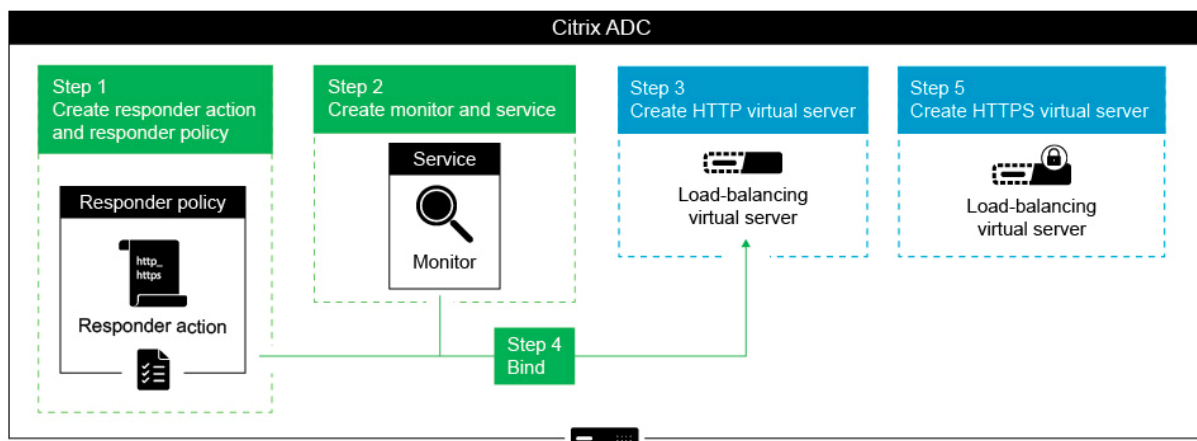 Citrix ADC
Step 1
Create responder action
and responder policy
Responder policy
http_
https
Responder action
Step 2
Create monitor and service
Service
Monitor
Step 3
Create HTTP virtual server
Load-balancing
virtual server
Step 4
Bind
Step 5
Create HTTPS virtual server
Load-balancing
virtual server